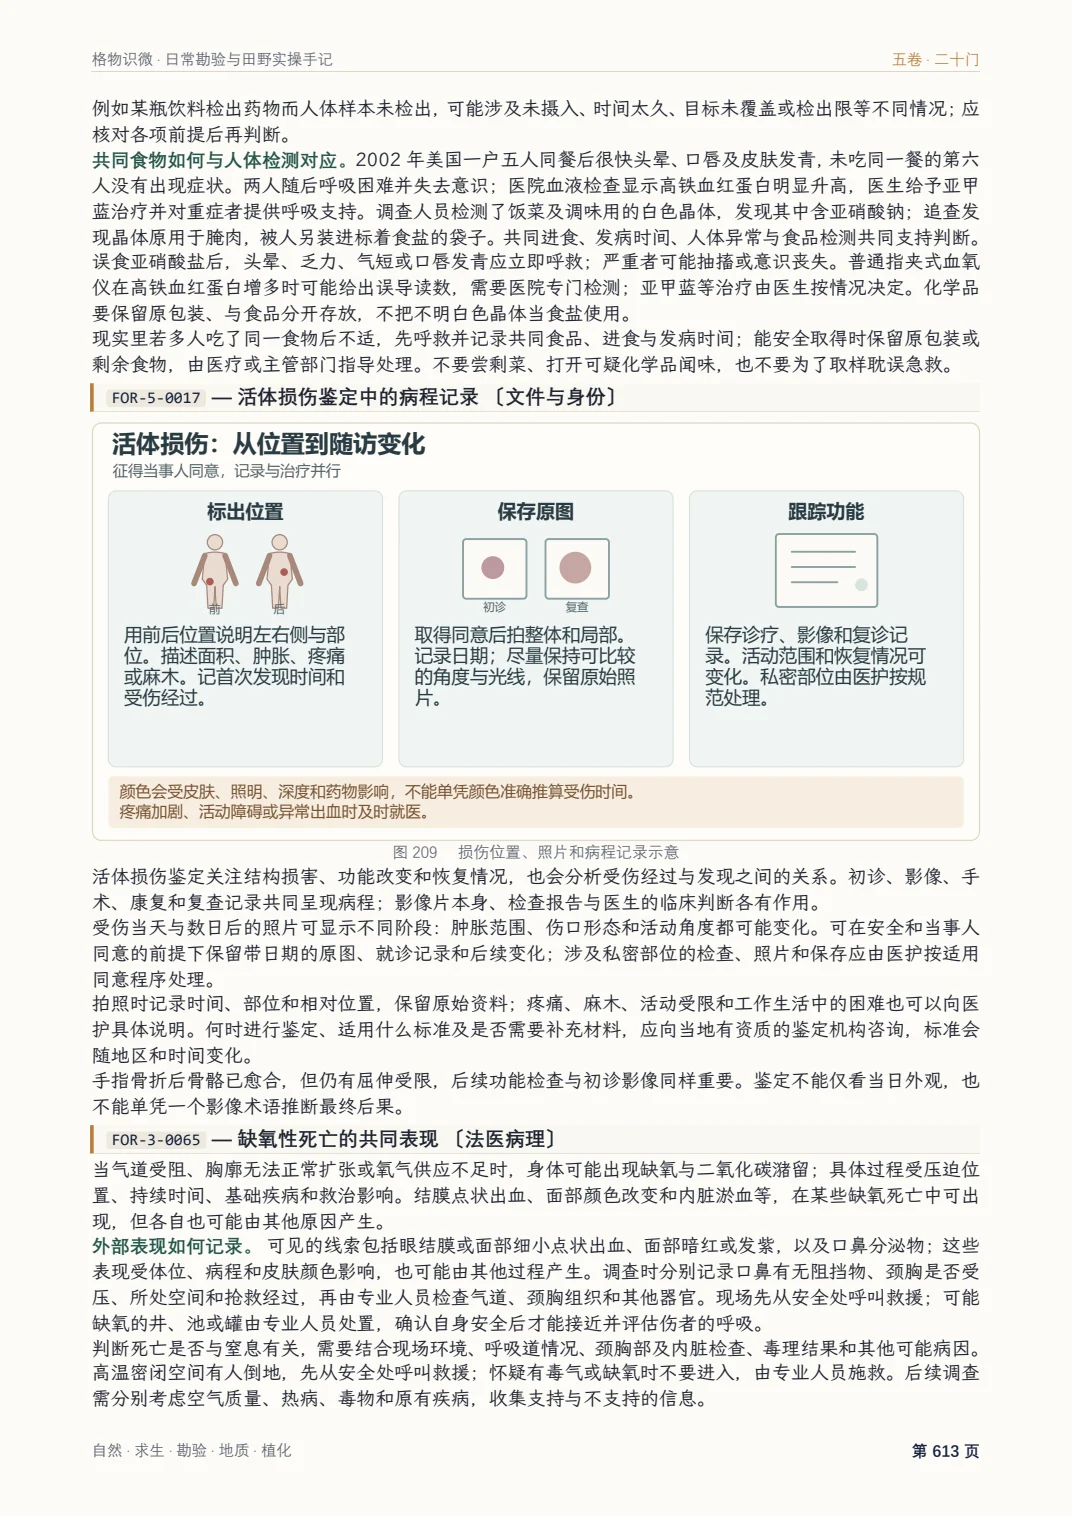 格物识微 · 日常勘验与田野实操手记
五卷 · 二十门
例如某瓶饮料检出药物而人体样本未检出，可能涉及未摄入、时间太久、目标未覆盖或检出限等不同情况；应
核对各项前提后再判断。
共同食物如何与人体检测对应。2002 年美国一户五人同餐后很快头晕、口唇及皮肤发青，未吃同一餐的第六
人没有出现症状。两人随后呼吸困难并失去意识；医院血液检查显示高铁血红蛋白明显升高，医生给予亚甲
蓝治疗并对重症者提供呼吸支持。调查人员检测了饭菜及调味用的白色晶体，发现其中含亚硝酸钠；追查发
现晶体原用于腌肉，被人另装进标着食盐的袋子。共同进食、发病时间、人体异常与食品检测共同支持判断。
误食亚硝酸盐后，头晕、乏力、气短或口唇发青应立即呼救；严重者可能抽搐或意识丧失。普通指夹式血氧
仪在高铁血红蛋白增多时可能给出误导读数，需要医院专门检测；亚甲蓝等治疗由医生按情况决定。化学品
要保留原包装、与食品分开存放，不把不明白色晶体当食盐使用。
现实里若多人吃了同一食物后不适，先呼救并记录共同食品、进食与发病时间；能安全取得时保留原包装或
剩余食物，由医疗或主管部门指导处理。不要尝剩菜、打开可疑化学品闻味，也不要为了取样耽误急救。
FOR-5-0017 — 活体损伤鉴定中的病程记录 〔文件与身份〕
活体损伤：从位置到随访变化
征得当事人同意，记录与治疗并行
标出位置
前
后
用前后位置说明左右侧与部
位。描述面积、肿胀、疼痛
或麻木。记首次发现时间和
受伤经过。
保存原图
初诊
复查
取得同意后拍整体和局部。
记录日期；尽量保持可比较
的角度与光线，保留原始照
片。
跟踪功能
保存诊疗、影像和复诊记
录。活动范围和恢复情况可
变化。私密部位由医护按规
范处理。
颜色会受皮肤、照明、深度和药物影响，不能单凭颜色准确推算受伤时间。
疼痛加剧、活动障碍或异常出血时及时就医。
图 209 损伤位置、照片和病程记录示意
活体损伤鉴定关注结构损害、功能改变和恢复情况，也会分析受伤经过与发现之间的关系。初诊、影像、手
术、康复和复查记录共同呈现病程；影像片本身、检查报告与医生的临床判断各有作用。
受伤当天与数日后的照片可显示不同阶段：肿胀范围、伤口形态和活动角度都可能变化。可在安全和当事人
同意的前提下保留带日期的原图、就诊记录和后续变化；涉及私密部位的检查、照片和保存应由医护按适用
同意程序处理。
拍照时记录时间、部位和相对位置，保留原始资料；疼痛、麻木、活动受限和工作生活中的困难也可以向医
护具体说明。何时进行鉴定、适用什么标准及是否需要补充材料，应向当地有资质的鉴定机构咨询，标准会
随地区和时间变化。
手指骨折后骨骼已愈合，但仍有屈伸受限，后续功能检查与初诊影像同样重要。鉴定不能仅看当日外观，也
不能单凭一个影像术语推断最终后果。
FOR-3-0065 — 缺氧性死亡的共同表现 〔法医病理〕
当气道受阻、胸廓无法正常扩张或氧气供应不足时，身体可能出现缺氧与二氧化碳潴留；具体过程受压迫位
置、持续时间、基础疾病和救治影响。结膜点状出血、面部颜色改变和内脏淤血等，在某些缺氧死亡中可出
现，但各自也可能由其他原因产生。
外部表现如何记录。 可见的线索包括眼结膜或面部细小点状出血、面部暗红或发紫，以及口鼻分泌物；这些
表现受体位、病程和皮肤颜色影响，也可能由其他过程产生。调查时分别记录口鼻有无阻挡物、颈胸是否受
压、所处空间和抢救经过，再由专业人员检查气道、颈胸组织和其他器官。现场先从安全处呼叫救援；可能
缺氧的井、池或罐由专业人员处置，确认自身安全后才能接近并评估伤者的呼吸。
判断死亡是否与窒息有关，需要结合现场环境、呼吸道情况、颈胸部及内脏检查、毒理结果和其他可能病因。
高温密闭空间有人倒地，先从安全处呼叫救援；怀疑有毒气或缺氧时不要进入，由专业人员施救。后续调查
需分别考虑空气质量、热病、毒物和原有疾病，收集支持与不支持的信息。
自然 · 求生 · 勘验 · 地质 · 植化
第 613 页